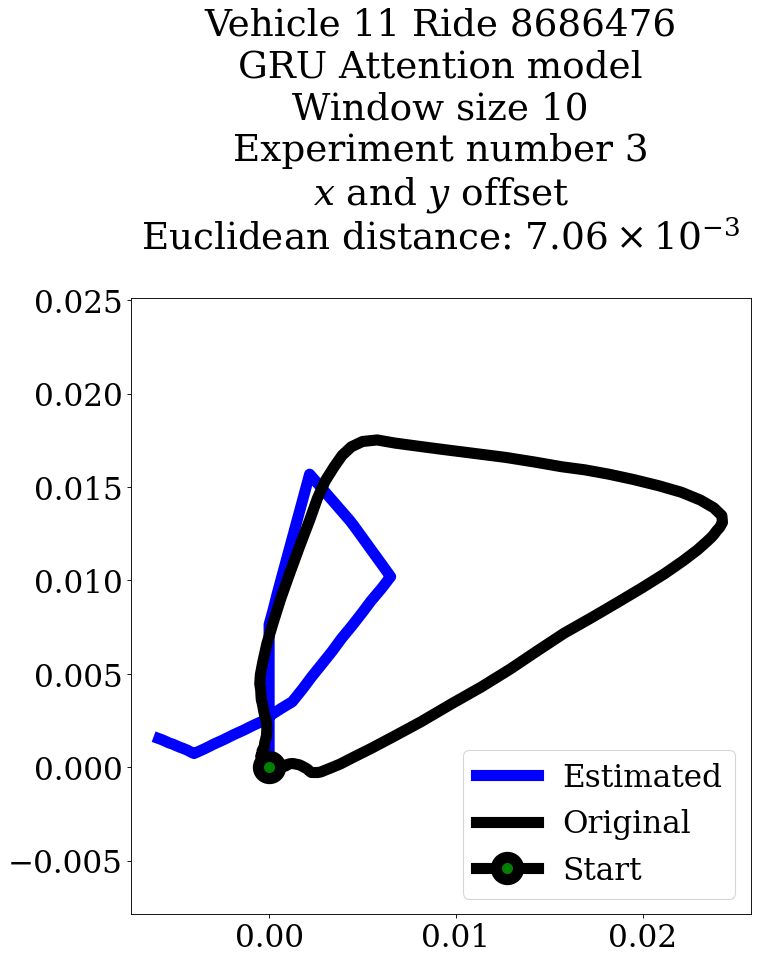 Vehicle 11 Ride 8686476
GRU Attention model
Window size 10
Experiment number 3
x and y offset
Euclidean distance: 7.06 × 10⁻³
0.025
0.020
0.015
0.010
0.005
0.000
−0.005
0.00 0.01 0.02
Estimated
Original
Start